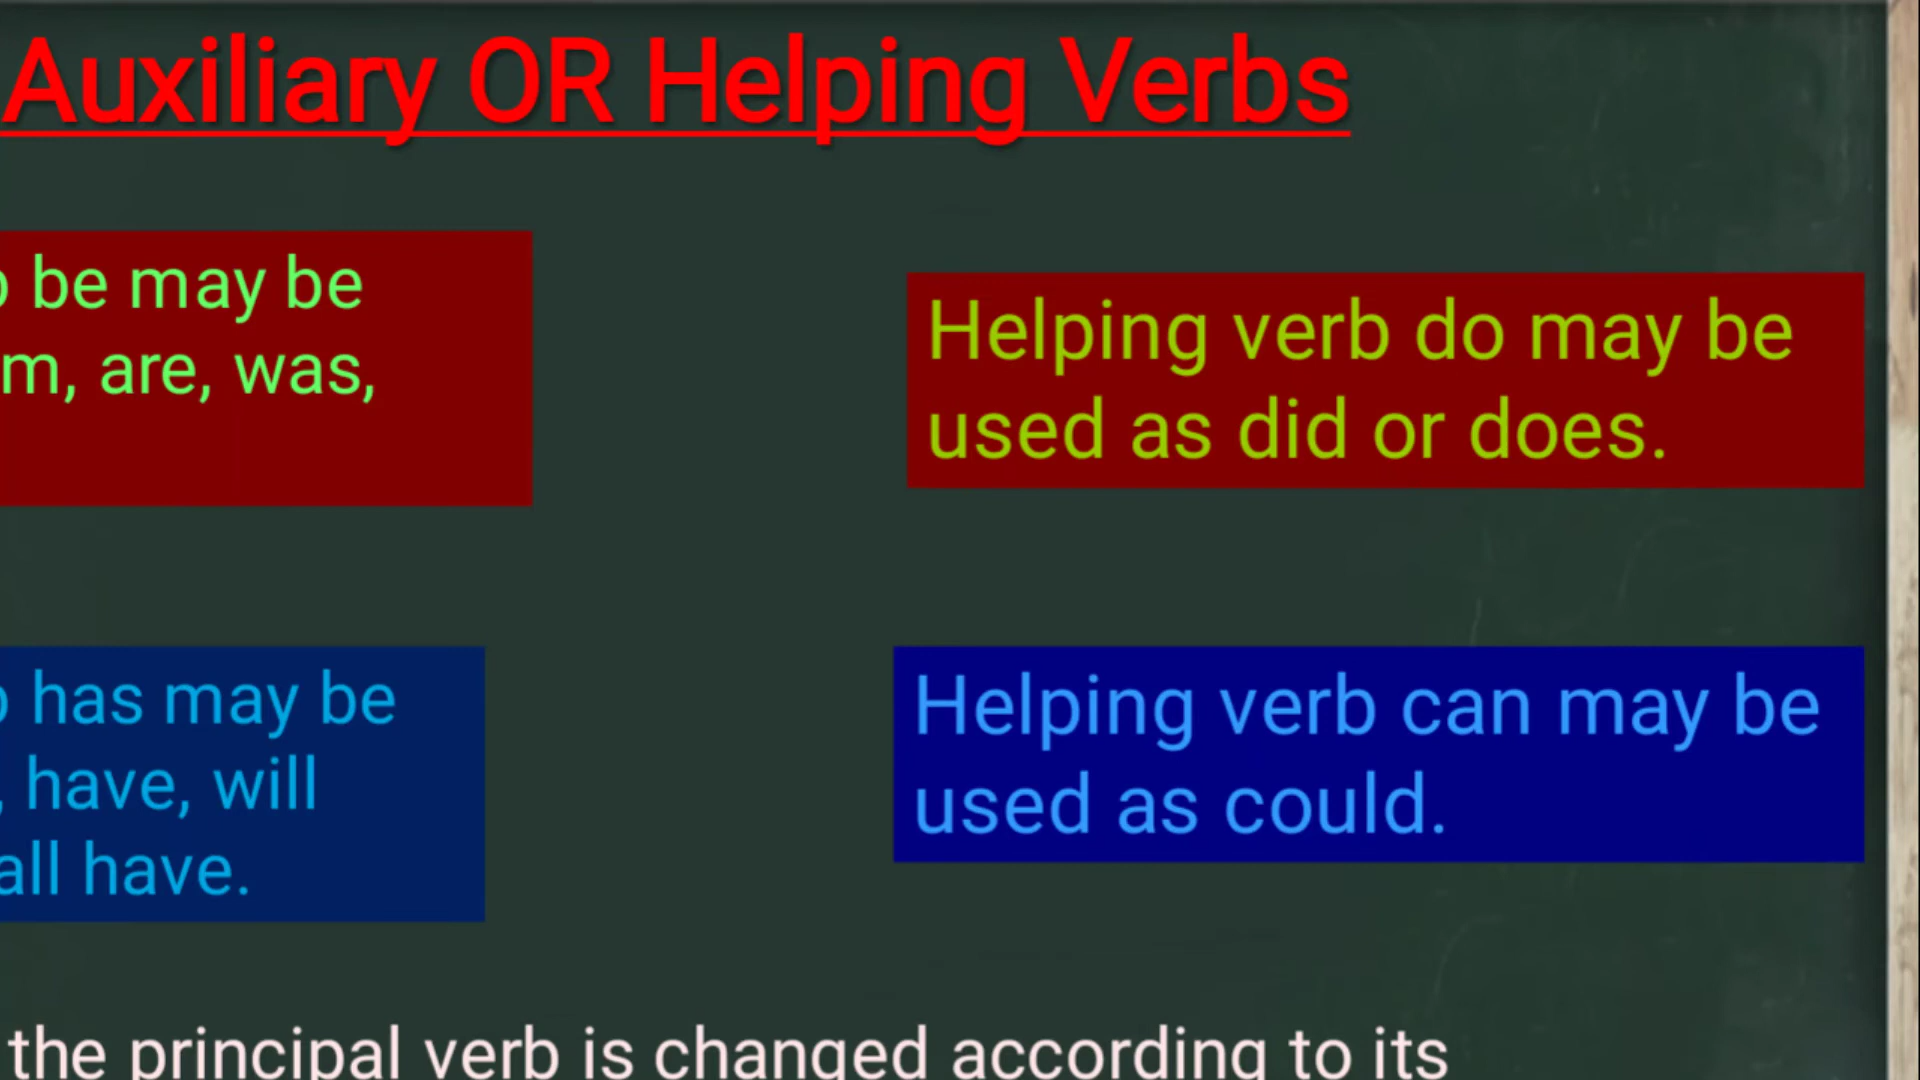 Auxiliary OR Helping Verbs
be may be
are, was,
Helping verb do may be
used as did or does.
has may be
have, will
have.
Helping verb can may be
used as could.
the principal verb is changed according to its